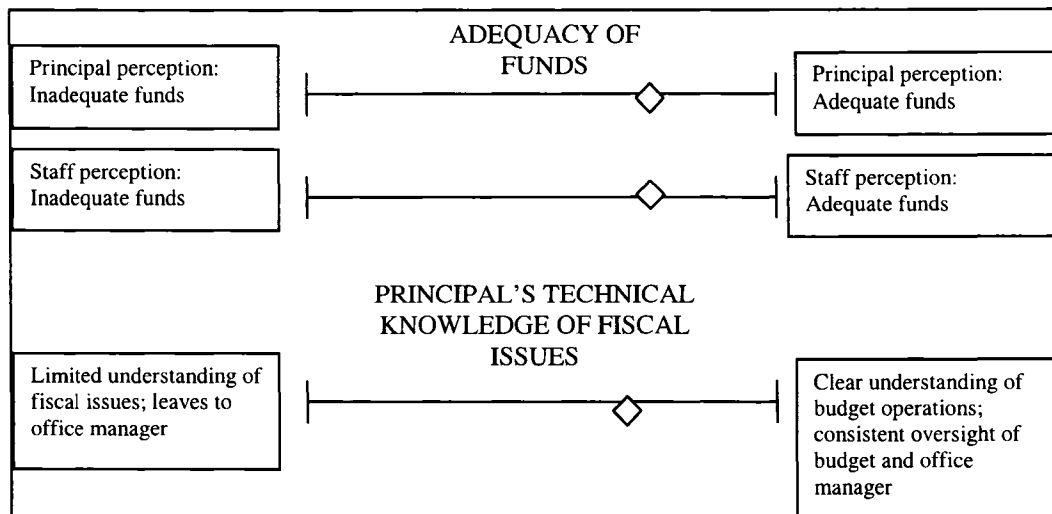 ADEQUACY OF
FUNDS
Principal perception:
Inadequate funds
Principal perception:
Adequate funds
Staff perception:
Inadequate funds
Staff perception:
Adequate funds
PRINCIPAL'S TECHNICAL
KNOWLEDGE OF FISCAL
ISSUES
Limited understanding of
fiscal issues; leaves to
office manager
Clear understanding of
budget operations;
consistent oversight of
budget and office
manager